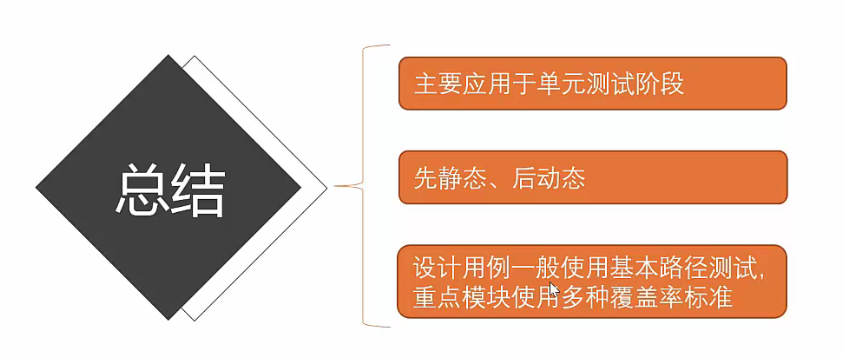 总结
主要应用于单元测试阶段
先静态、后动态
设计用例一般使用基本路径测试,
重点模块使用多种覆盖率标准